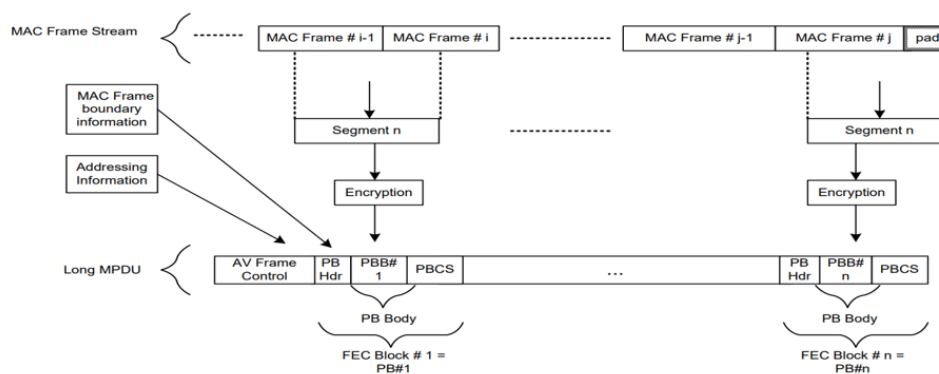 MAC Frame Stream
MAC Frame # i-1
MAC Frame # i
MAC Frame # j-1
MAC Frame # j
pad
MAC Frame
boundary
information
Segment n
Segment n
Addressing
Information
Encryption
Encryption
Long MPDU
AV Frame
Control
PB
Hdr
PBB#
1
PBCS
...
PB
Hdr
PBB#
n
PBCS
PB Body
PB Body
FEC Block # 1 =
PB#1
FEC Block # n =
PB#n